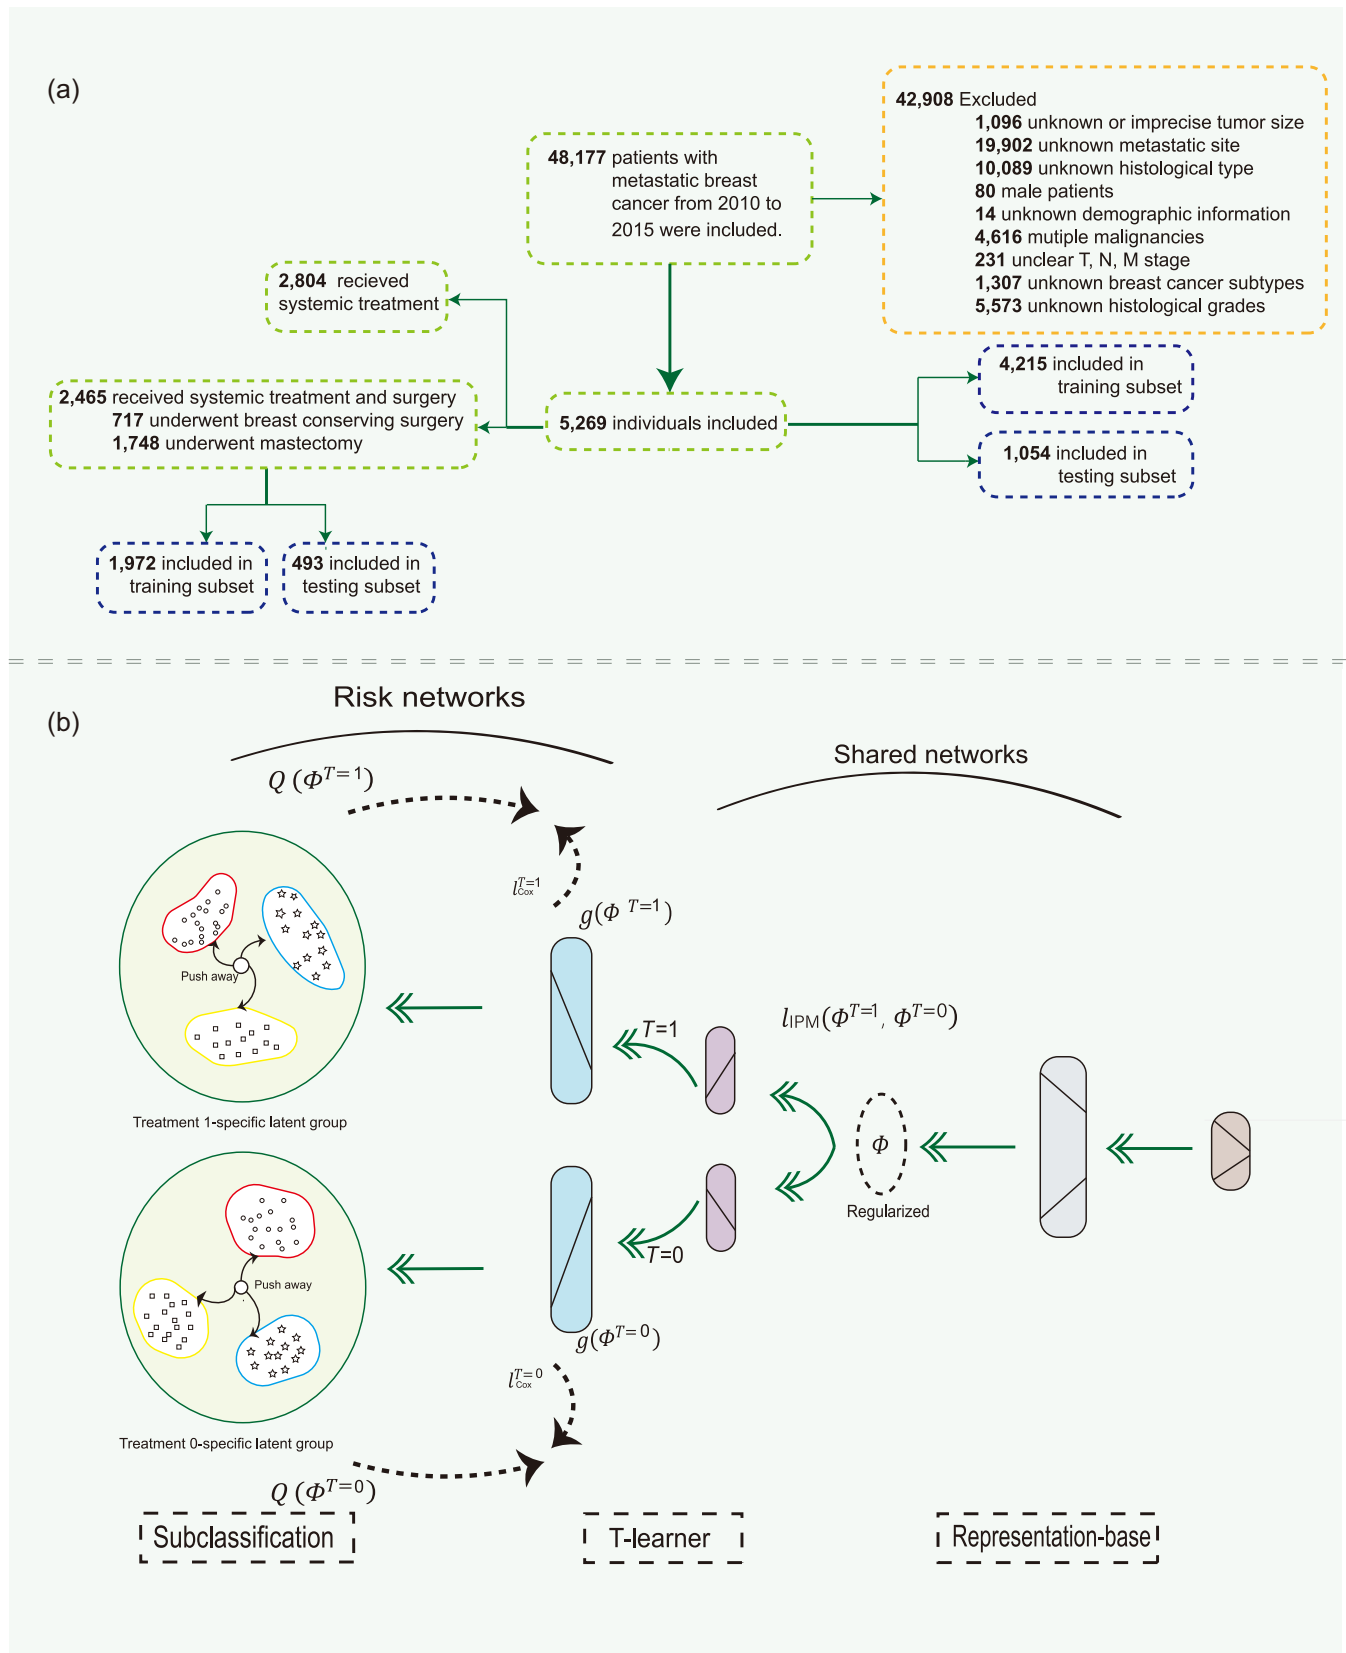 (a)
48,177 patients with
metastatic breast
cancer from 2010 to
2015 were included.
42,908 Excluded
1,096 unknown or imprecise tumor size
19,902 unknown metastatic site
10,089 unknown histological type
80 male patients
14 unknown demographic information
4,616 mutiple malignancies
231 unclear T, N, M stage
1,307 unknown breast cancer subtypes
5,573 unknown histological grades
2,804 recieved
systemic treatment
2,465 received systemic treatment and surgery
717 underwent breast conserving surgery
1,748 underwent mastectomy
5,269 individuals included
4,215 included in
training subset
1,054 included in
testing subset
1,972 included in
training subset
493 included in
testing subset
(b)
Risk networks
Shared networks
Q (Φ^{T=1})
l_{Cox}^{T=1}
g(Φ^{T=1})
Push away
Treatment 1-specific latent group
T=1
l_{IPM}(Φ^{T=1}, Φ^{T=0})
Φ
Regularized
T=0
Push away
g(Φ^{T=0})
l_{Cox}^{T=0}
Treatment 0-specific latent group
Q (Φ^{T=0})
Subclassification
T-learner
Representation-base